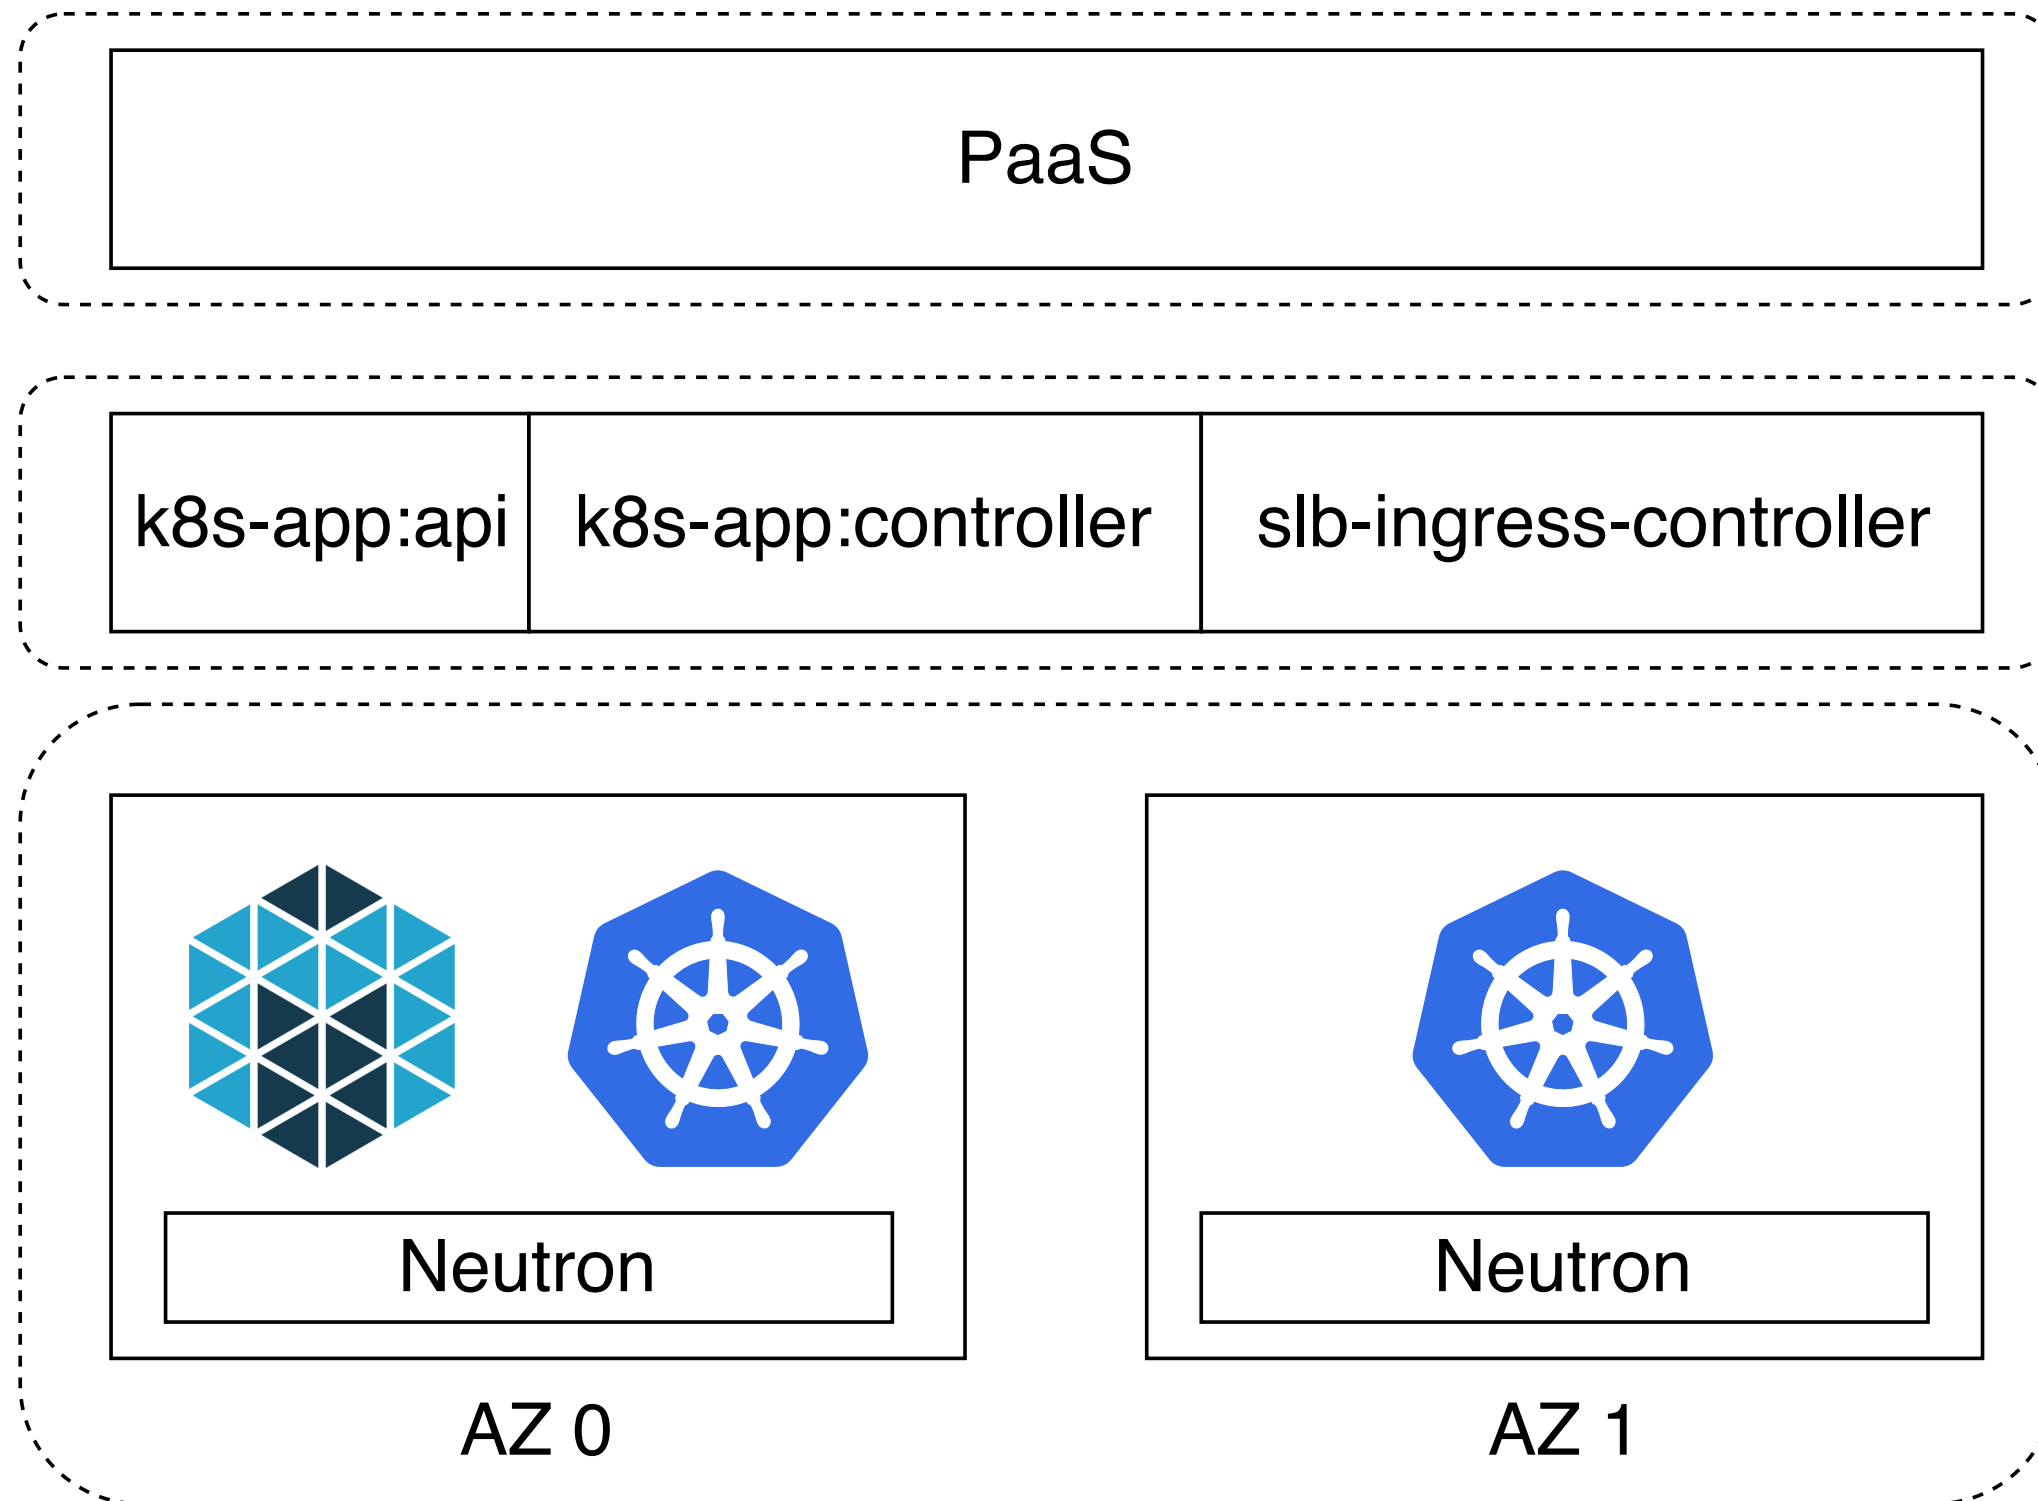 PaaS
k8s-app:api
k8s-app:controller
slb-ingress-controller
Neutron
Neutron
AZ 0
AZ 1